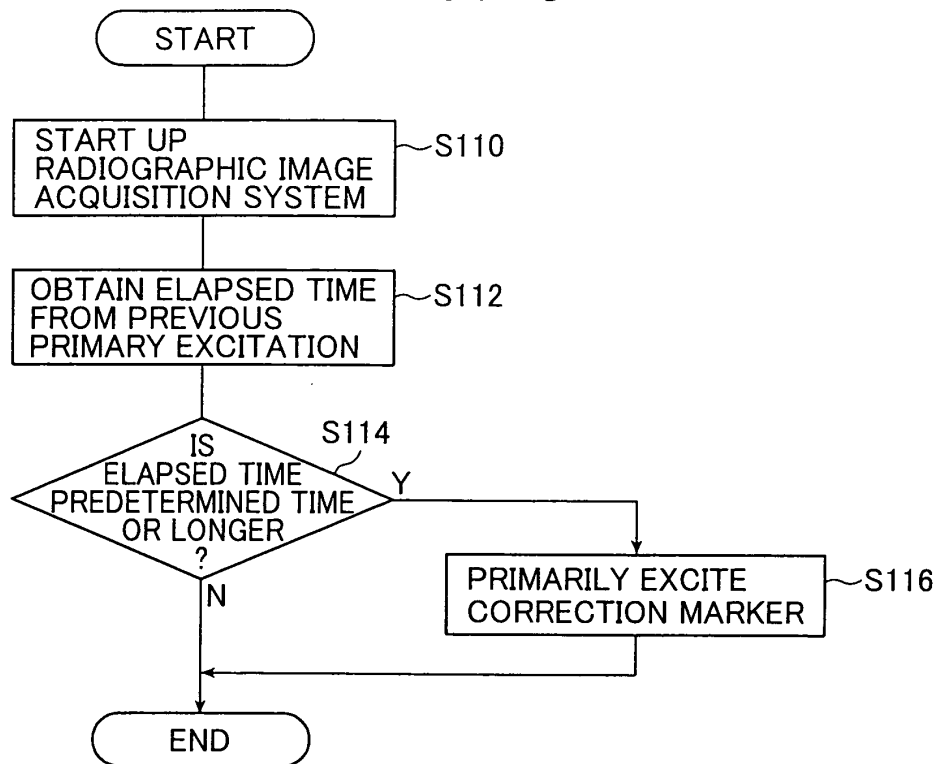 START
START UP
RADIOGRAPHIC IMAGE
ACQUISITION SYSTEM
S110
OBTAIN ELAPSED TIME
FROM PREVIOUS
PRIMARY EXCITATION
S112
IS
ELAPSED TIME
PREDETERMINED TIME
OR LONGER
?
S114
Y
N
PRIMARILY EXCITE
CORRECTION MARKER
S116
END